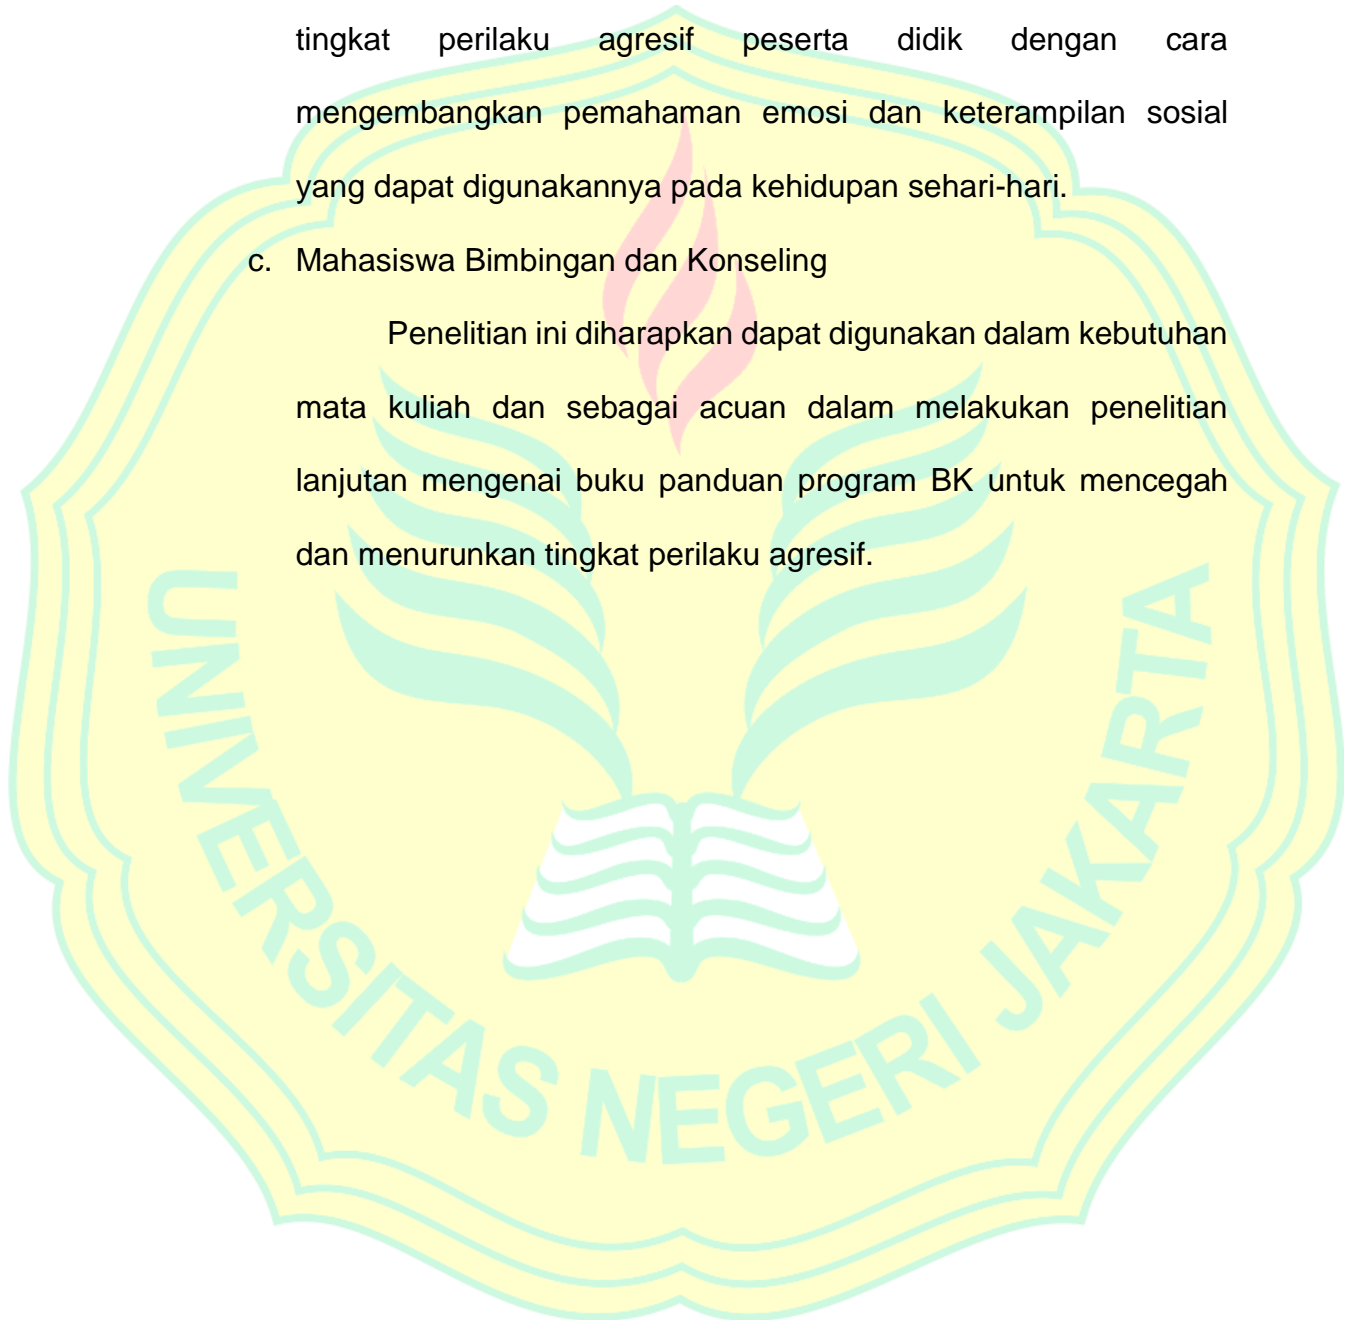 tingkat perilaku agresif peserta didik dengan cara
mengembangkan pemahaman emosi dan keterampilan sosial
yang dapat digunakannya pada kehidupan sehari-hari.
c. Mahasiswa Bimbingan dan Konseling
Penelitian ini diharapkan dapat digunakan dalam kebutuhan
mata kuliah dan sebagai acuan dalam melakukan penelitian
lanjutan mengenai buku panduan program BK untuk mencegah
dan menurunkan tingkat perilaku agresif.
UNIVERSITAS NEGERI JAKARTA